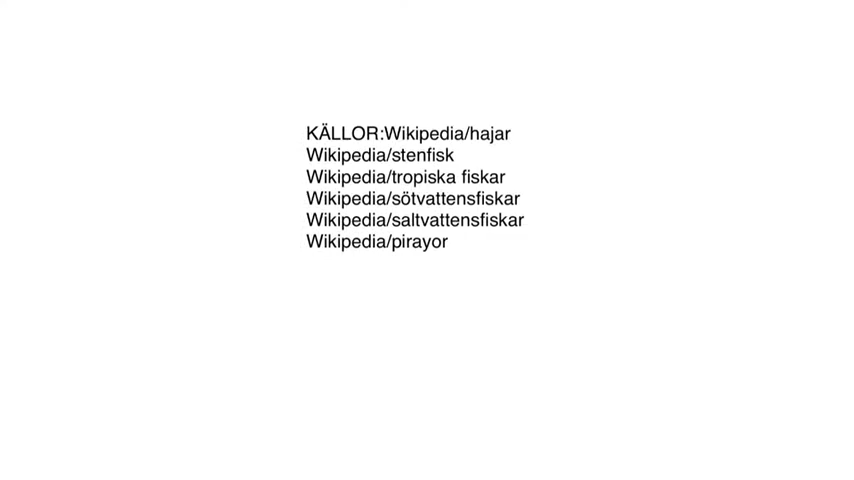 KÄLLOR:Wikipedia/hajar
Wikipedia/stenfisk
Wikipedia/tropiska fiskar
Wikipedia/sötvattensfiskar
Wikipedia/saltvattensfiskar
Wikipedia/pirayor